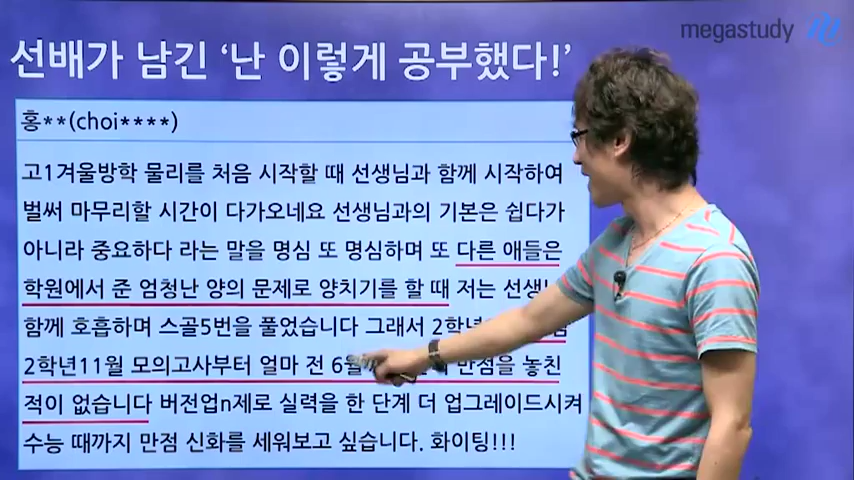 megastudy
선배가 남긴 ‘난 이렇게 공부했다!’
홍**(choi****)
고1겨울방학 물리를 처음 시작할 때 선생님과 함께 시작하여
벌써 마무리할 시간이 다가오네요 선생님과의 기본은 쉽다가
아니라 중요하다 라는 말을 명심 또 명심하며 또 다른 애들은
학원에서 준 엄청난 양의 문제로 양치기를 할 때 저는
함께 호흡하며 스골5번을 풀었습니다 그래서
2학년11월 모의고사부터 얼마 전 만점을 놓친
적이 없습니다 버전업n제로 실력을 한 단계 더 업그레이드시켜
수능 때까지 만점 신화를 세워보고 싶습니다. 화이팅!!!